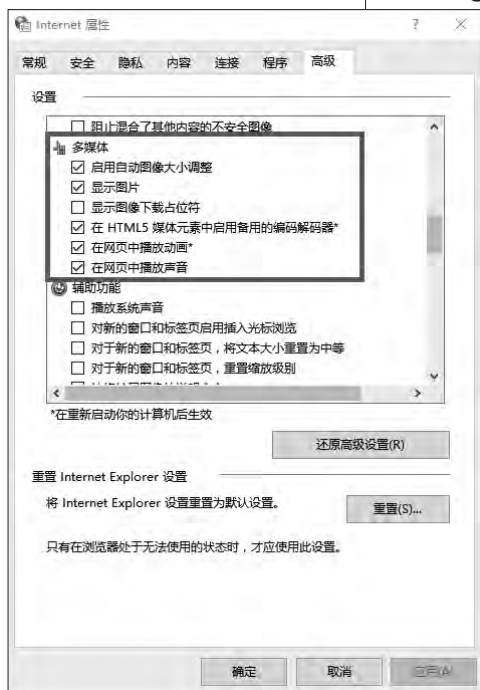 Internet 属性
?
×
常规 安全 隐私 内容 连接 程序 高级
设置
阻止混合了其他内容的不安全图像
多媒体
启用自动图像大小调整
显示图片
显示图像下载占位符
在 HTML5 媒体元素中启用备用的编码解码器*
在网页中播放动画*
在网页中播放声音
辅助功能
播放系统声音
对新的窗口和标签页启用插入光标浏览
对于新的窗口和标签页，将文本大小重置为中等
对于新的窗口和标签页，重置缩放级别
*在重新启动你的计算机后生效
还原高级设置(R)
重置 Internet Explorer 设置
将 Internet Explorer 设置重置为默认设置。
重置(S)...
只有在浏览器处于无法使用的状态时，才应使用此设置。
确定 取消 应用(A)